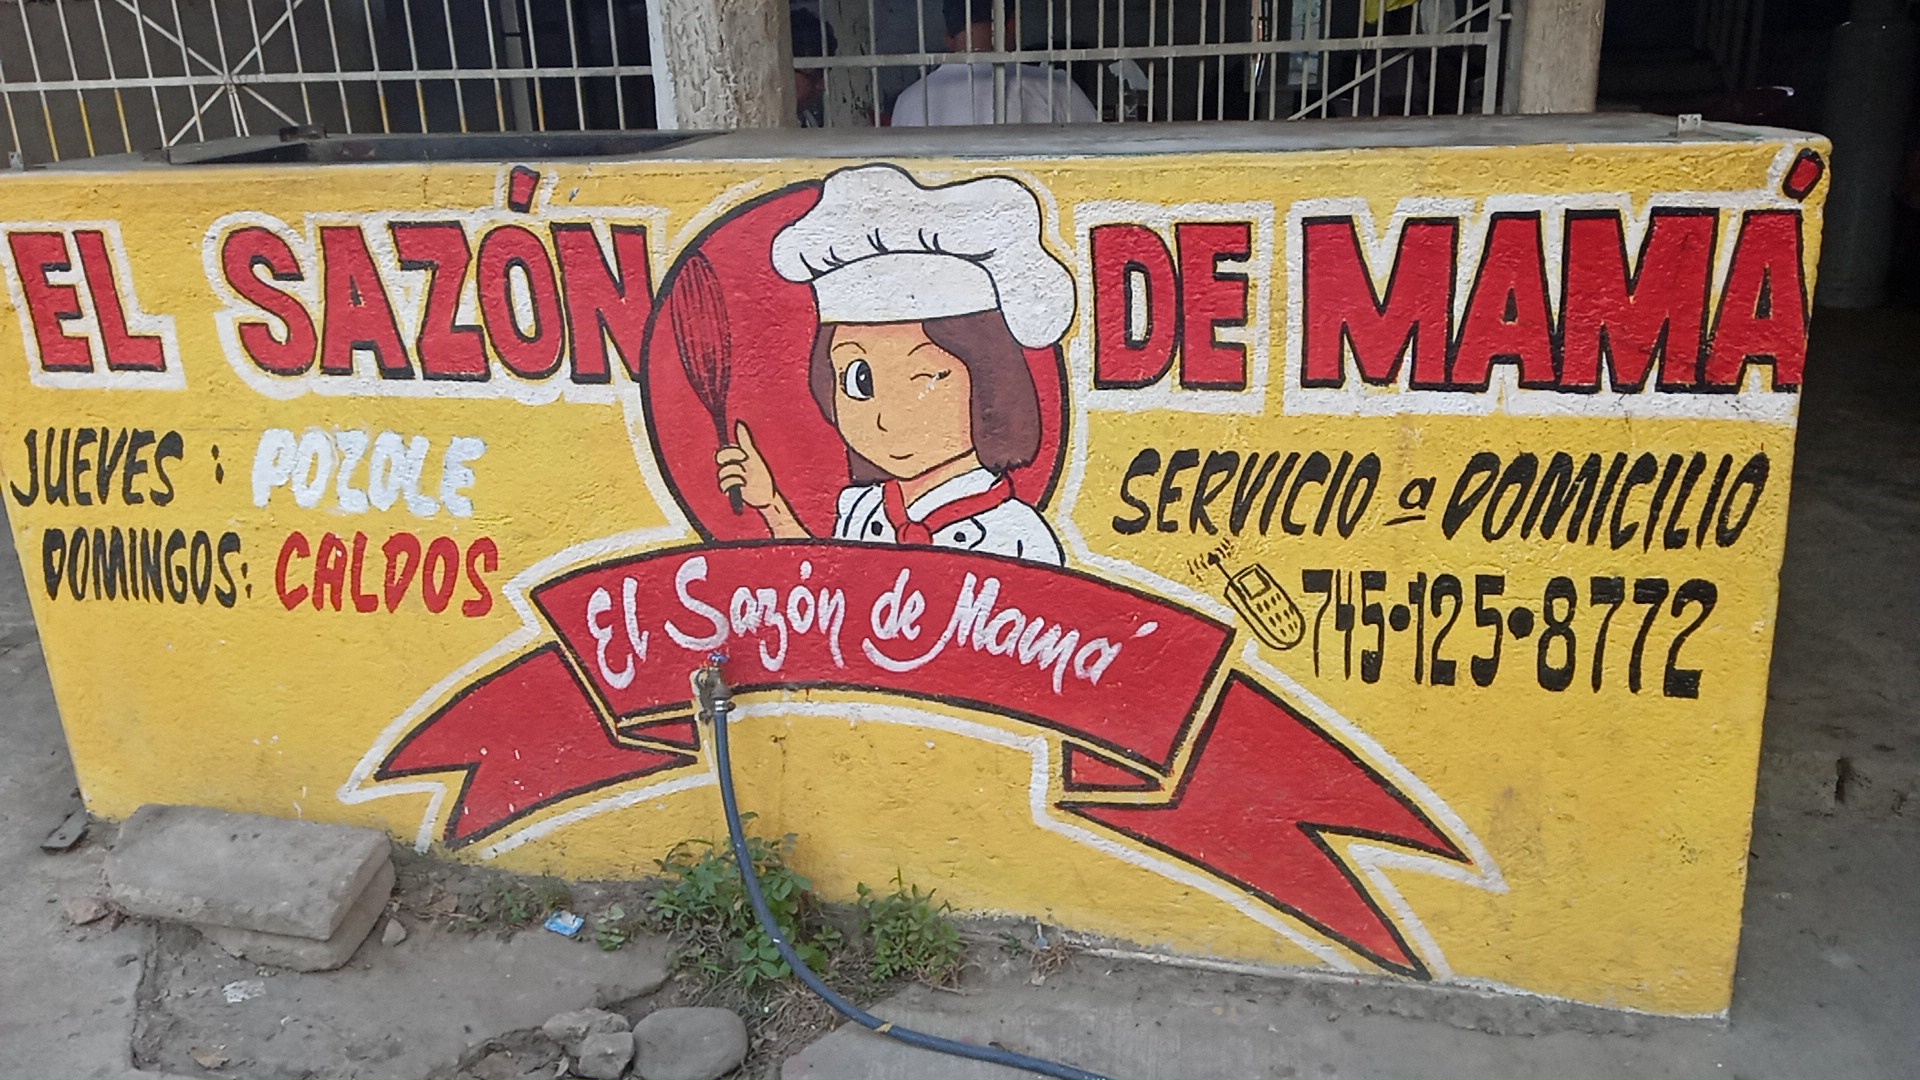 EL SAZÓN DE MAMÁ
JUEVES : POZOLE
DOMINGOS: CALDOS
SERVICIO a DOMICILIO
745·125·8772
El Sazón de Mamá